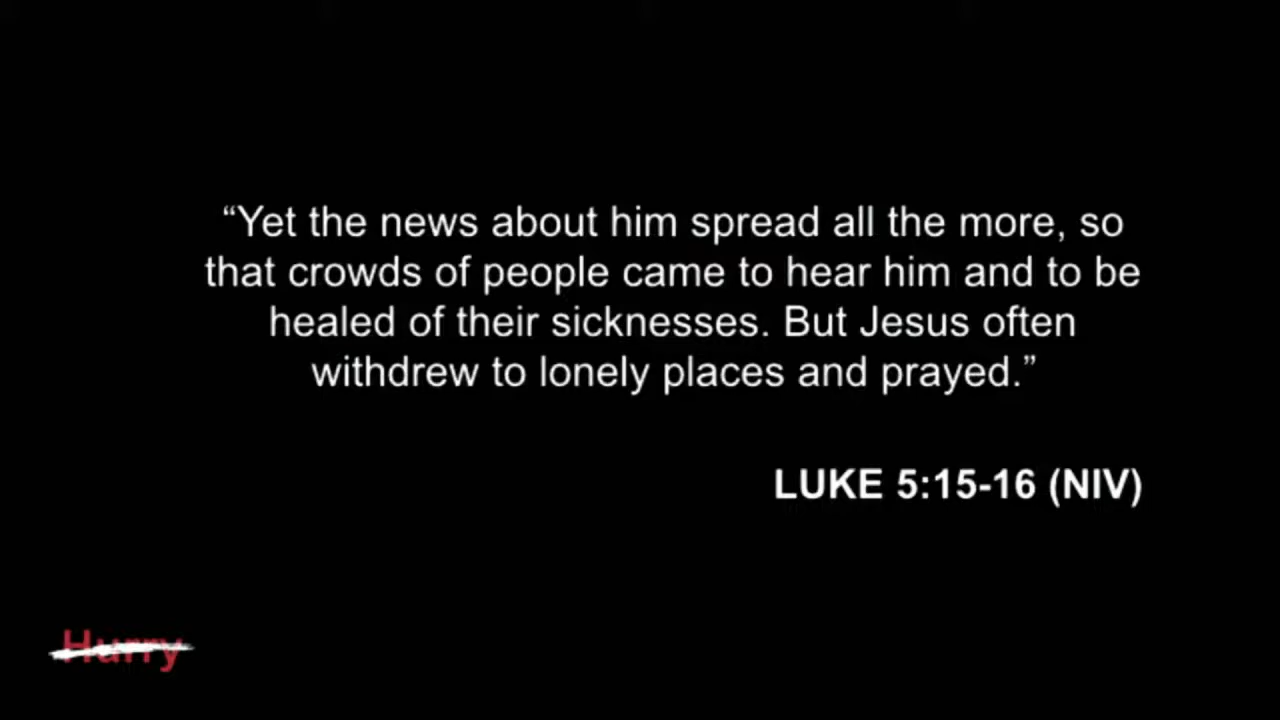 “Yet the news about him spread all the more, so
that crowds of people came to hear him and to be
healed of their sicknesses. But Jesus often
withdrew to lonely places and prayed.”
LUKE 5:15-16 (NIV)
Hurry